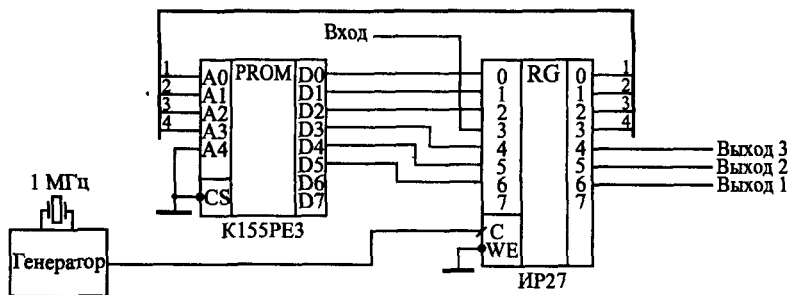 Вход
1 A0 PROM D0 0 RG 0 1
2 A1 D1 1 1 2
3 A2 D2 2 2 3
4 A3 D3 3 3 4
A4 D4 4 4 Выход 3
D5 5 5 Выход 2
CS D6 6 6 Выход 1
D7 7 7
К155РЕ3
1 МГц
C
Генератор
WE
ИР27